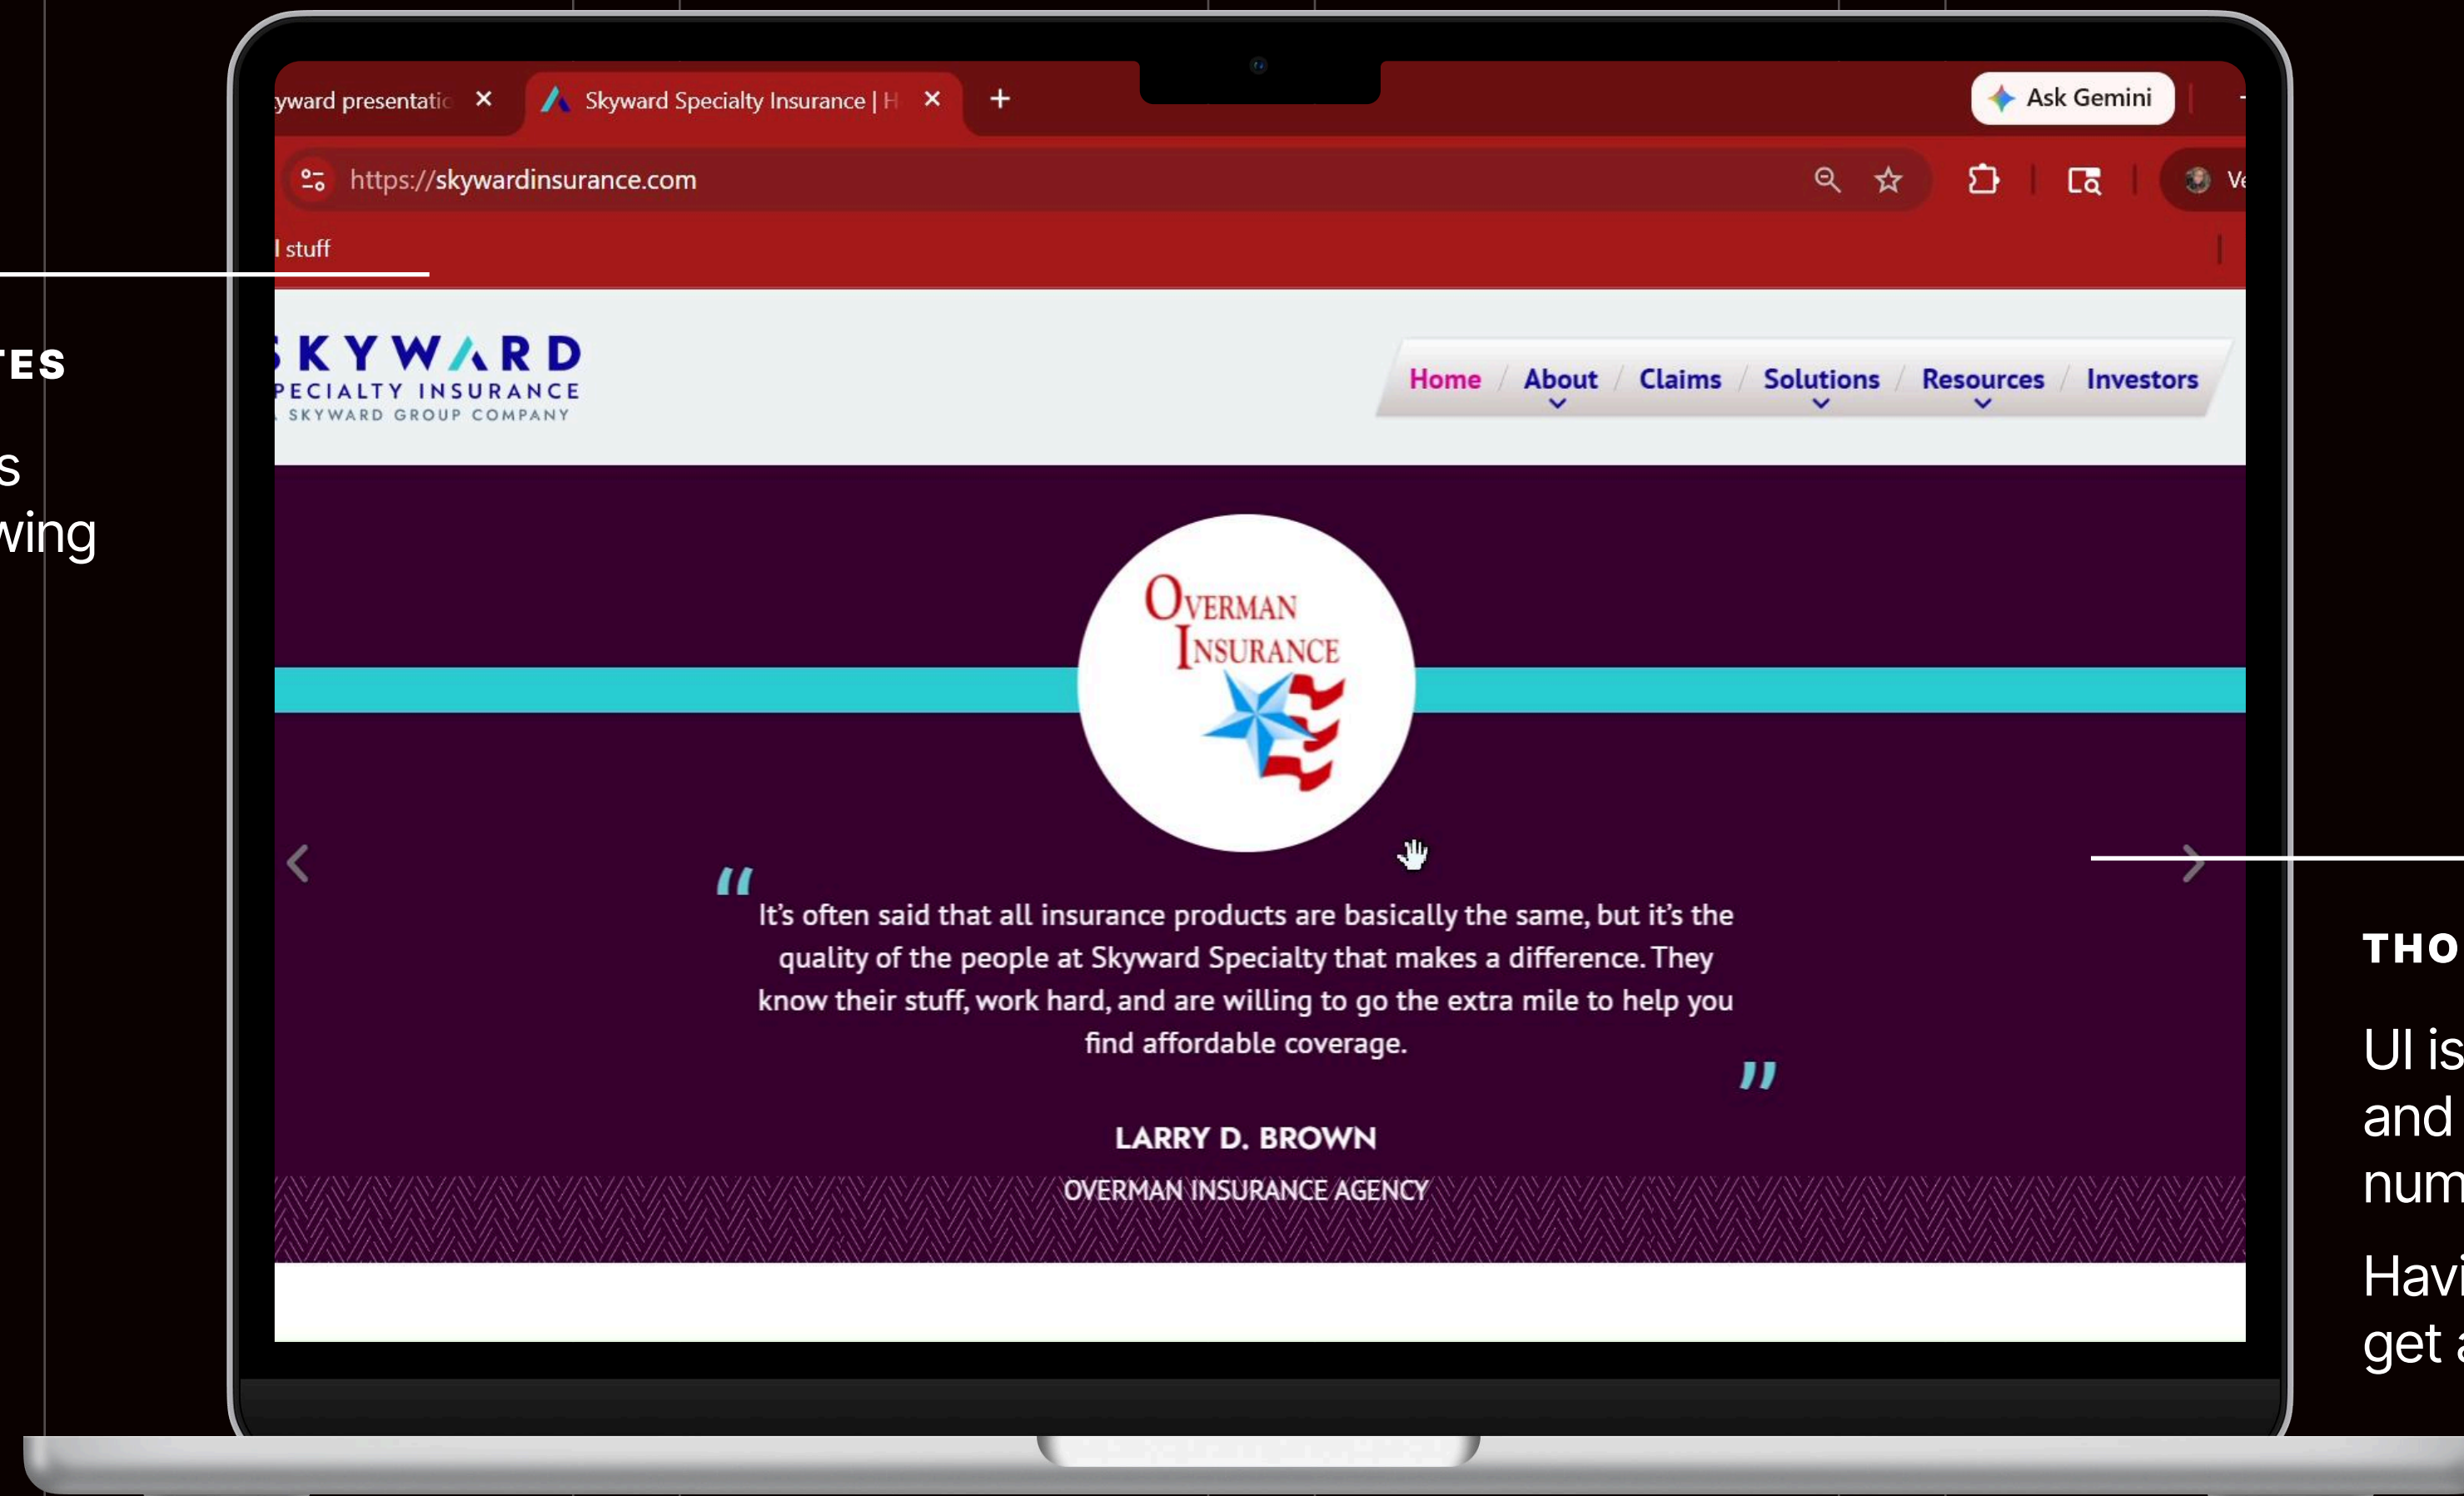 yward presentatio
Skyward Specialty Insurance | H
Ask Gemini
https://skywardinsurance.com
Ve
l stuff
TES
s
wing
SKYWARD
PECIALTY INSURANCE
SKYWARD GROUP COMPANY
Home / About / Claims / Solutions / Resources / Investors
OVERMAN
INSURANCE
“
It’s often said that all insurance products are basically the same, but it’s the
quality of the people at Skyward Specialty that makes a difference. They
know their stuff, work hard, and are willing to go the extra mile to help you
find affordable coverage.
”
LARRY D. BROWN
OVERMAN INSURANCE AGENCY
THO
UI is
and
num
Havi
get a